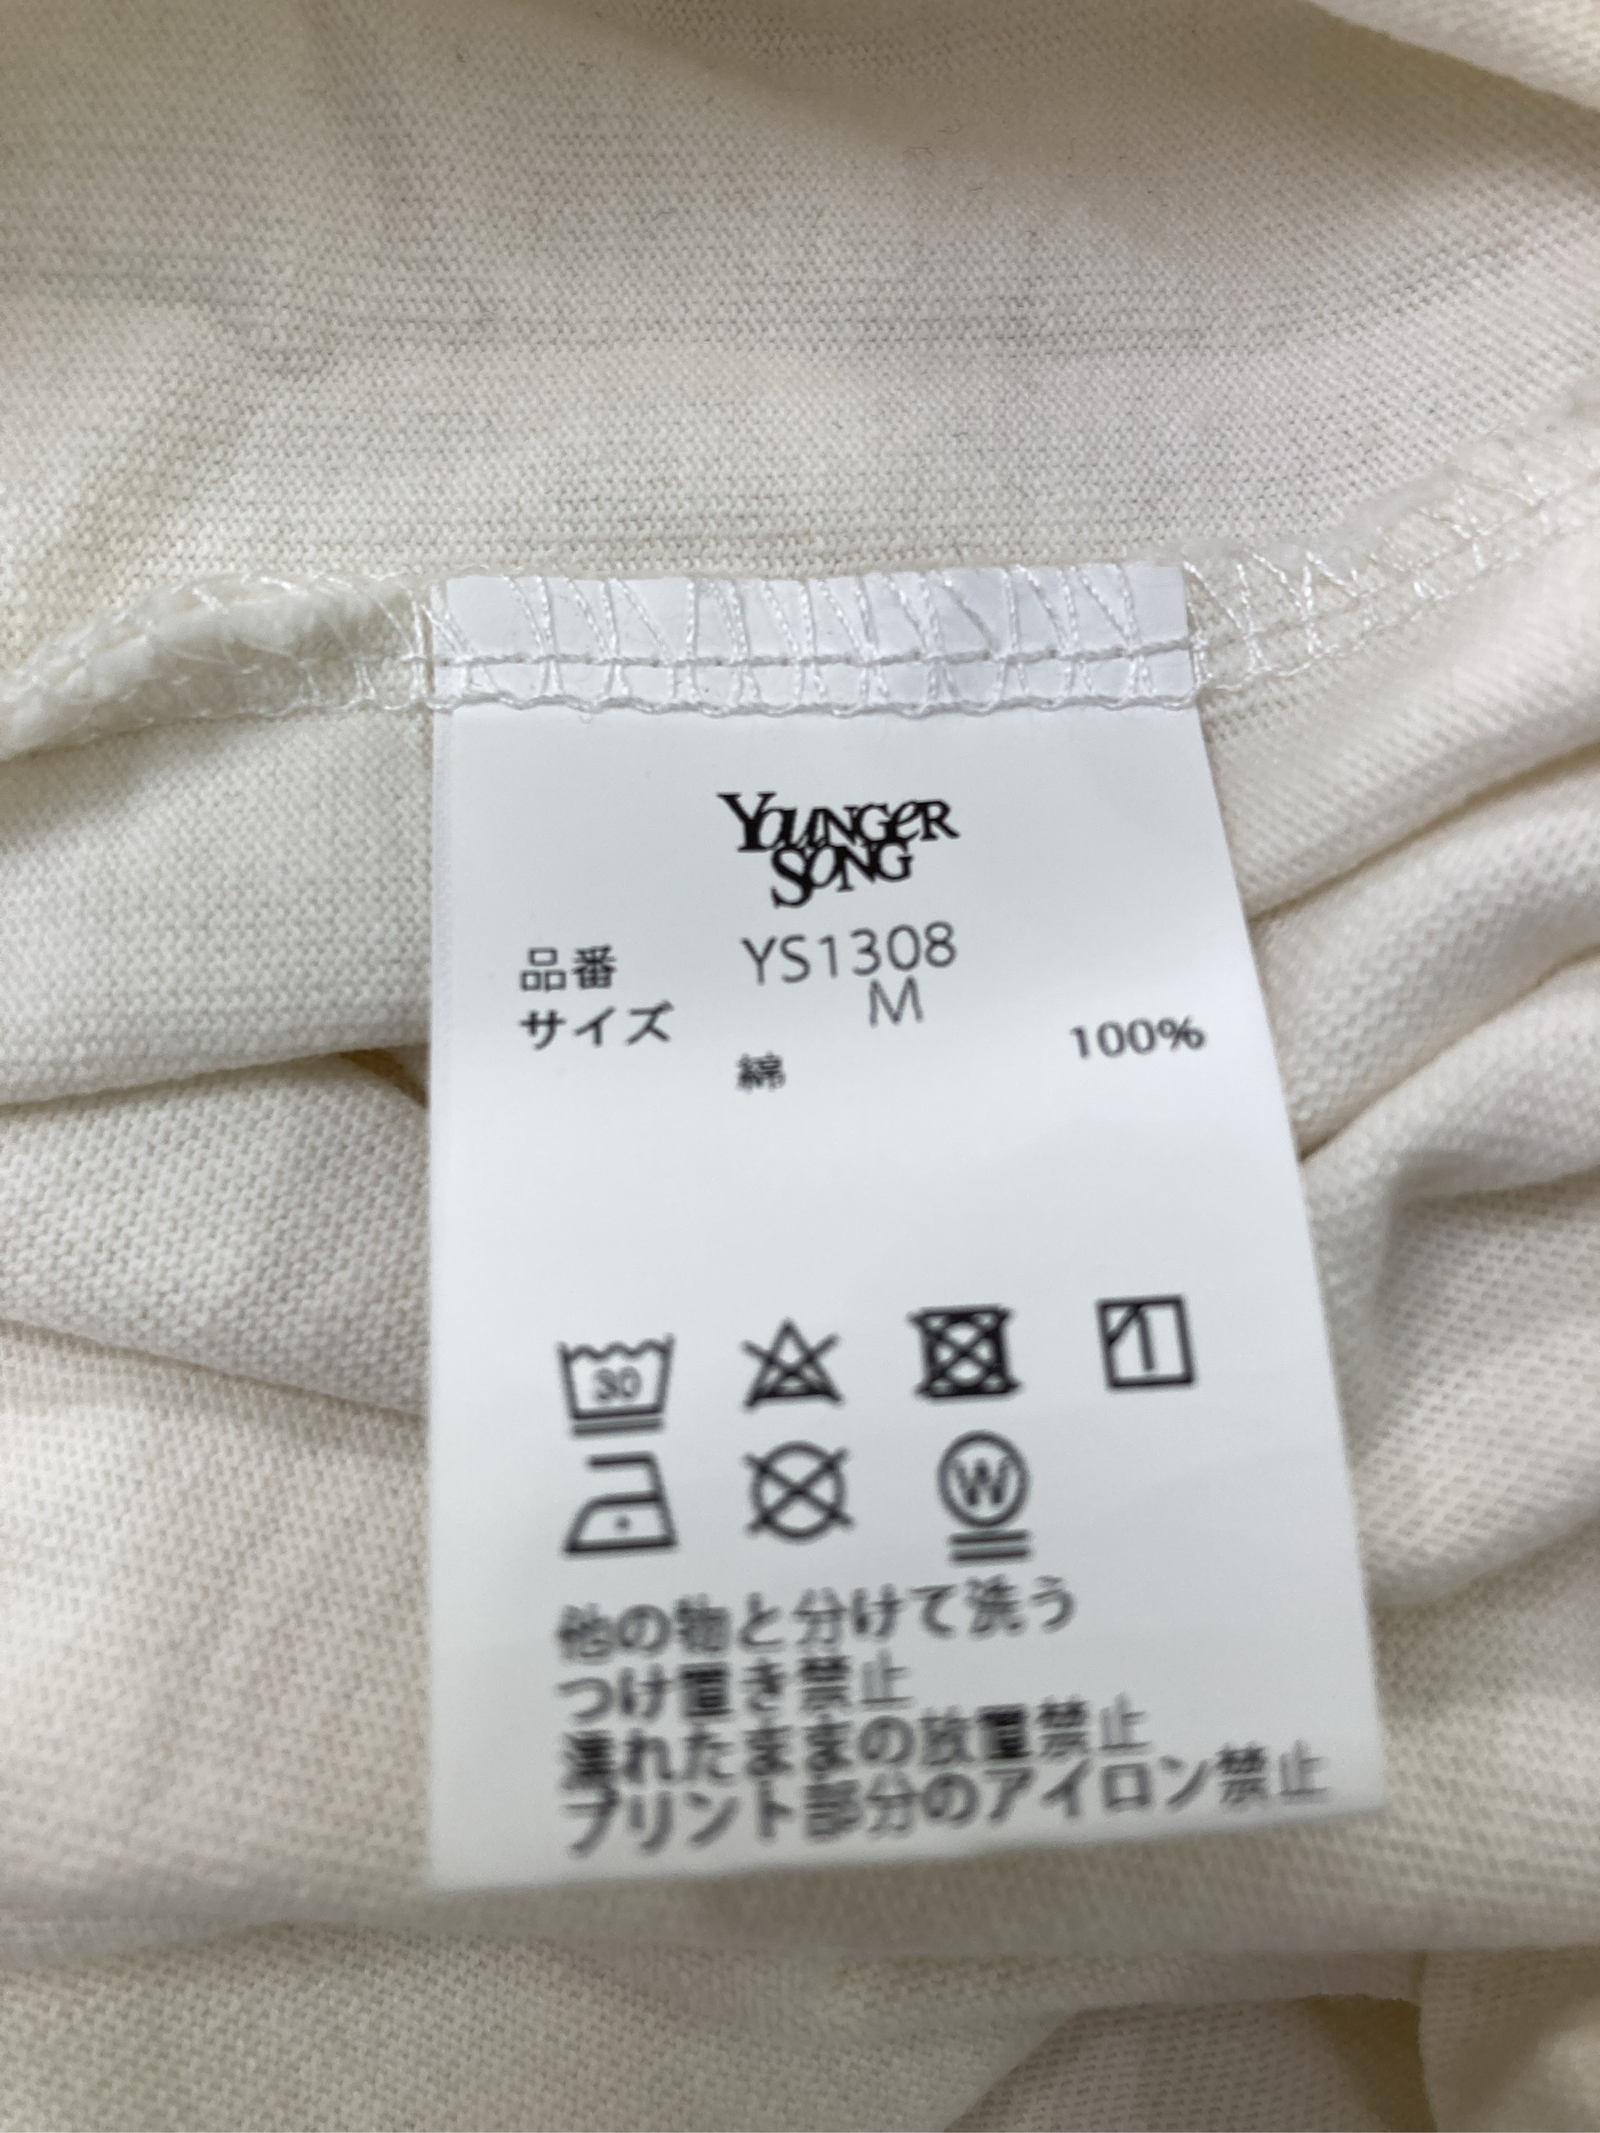 YOUNGER
SONG
品番 YS1308
サイズ M
綿 100%
30
W
他の物と分けて洗う
つけ置き禁止
濡れたままの放置禁止
プリント部分のアイロン禁止